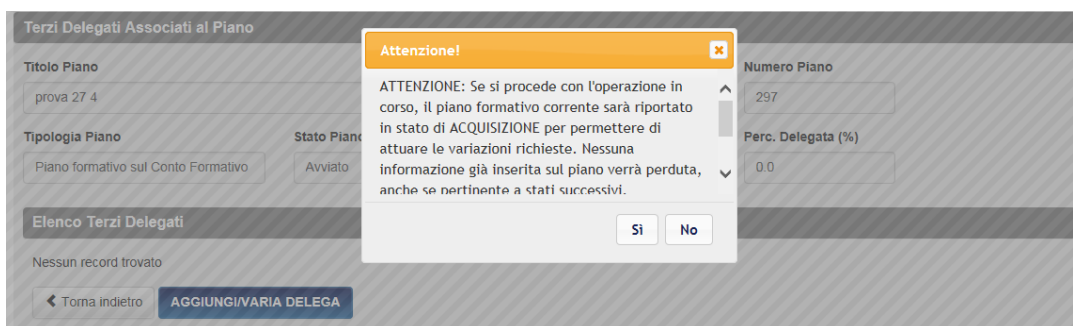 Terzi Delegati Associati al Piano
Attenzione!
ATTENZIONE: Se si procede con l'operazione in
corso, il piano formativo corrente sarà riportato
in stato di ACQUISIZIONE per permettere di
attuare le variazioni richieste. Nessuna
informazione già inserita sul piano verrà perduta,
anche se pertinente a stati successivi.
Sì No
Titolo Piano Numero Piano
prova 27 4 297
Tipologia Piano Stato Piano Perc. Delegata (%)
Piano formativo sul Conto Formativo Avviato 0.0
Elenco Terzi Delegati
Nessun record trovato
Torna indietro AGGIUNGI/VARIA DELEGA